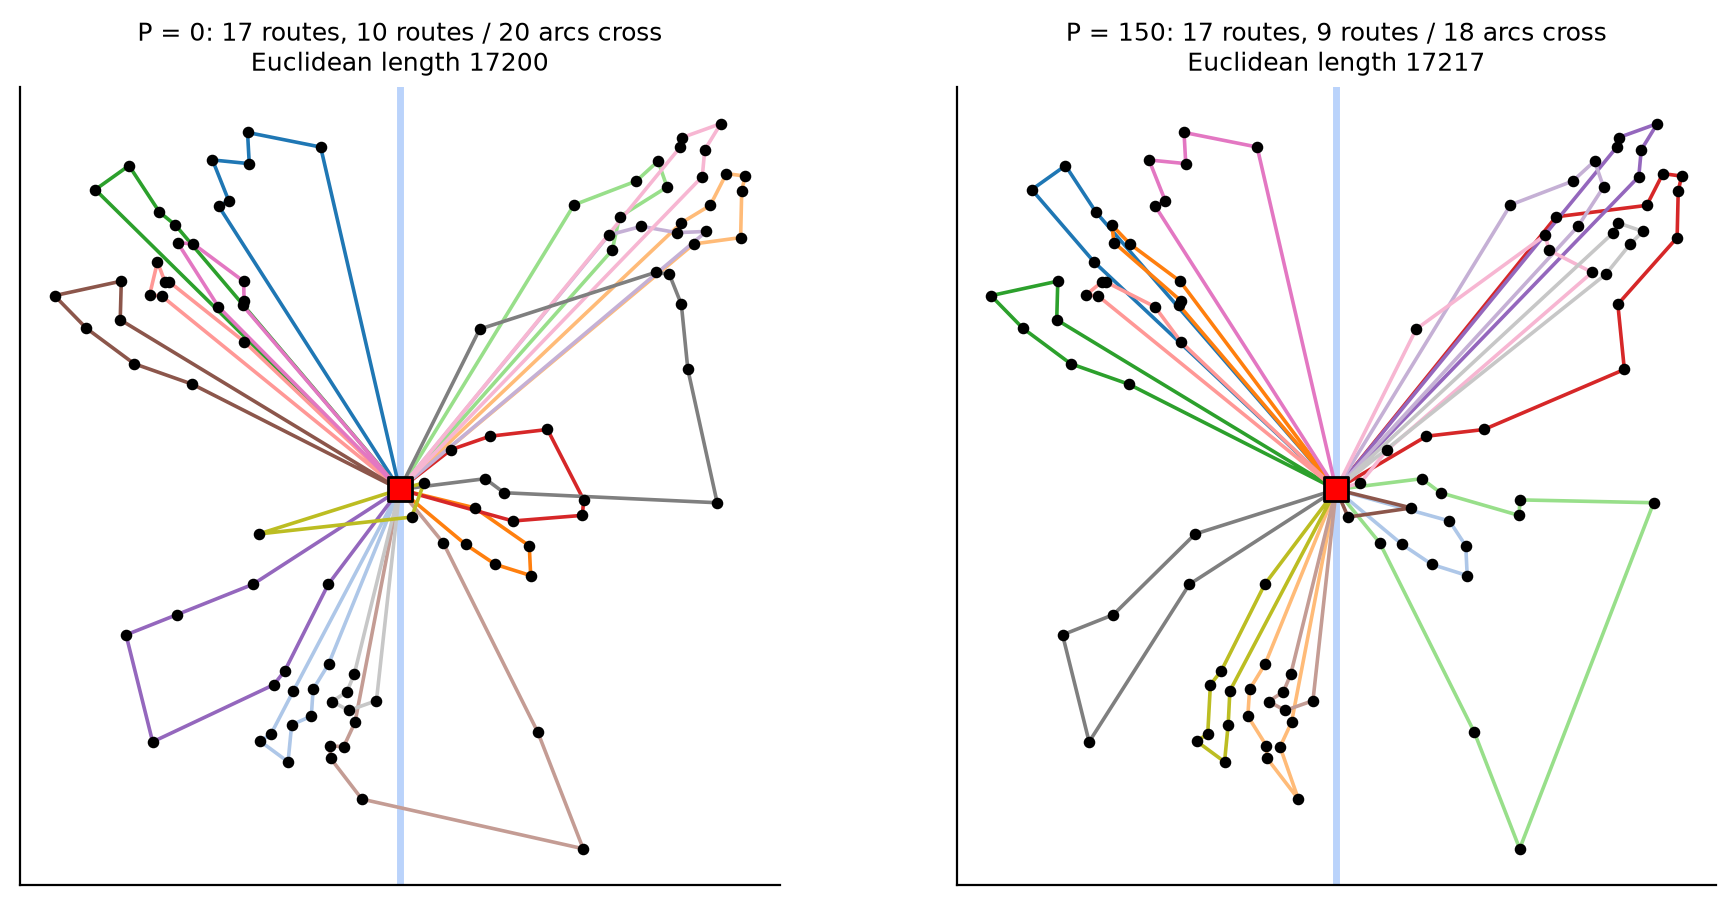 P = 0: 17 routes, 10 routes / 20 arcs cross
Euclidean length 17200
P = 150: 17 routes, 9 routes / 18 arcs cross
Euclidean length 17217